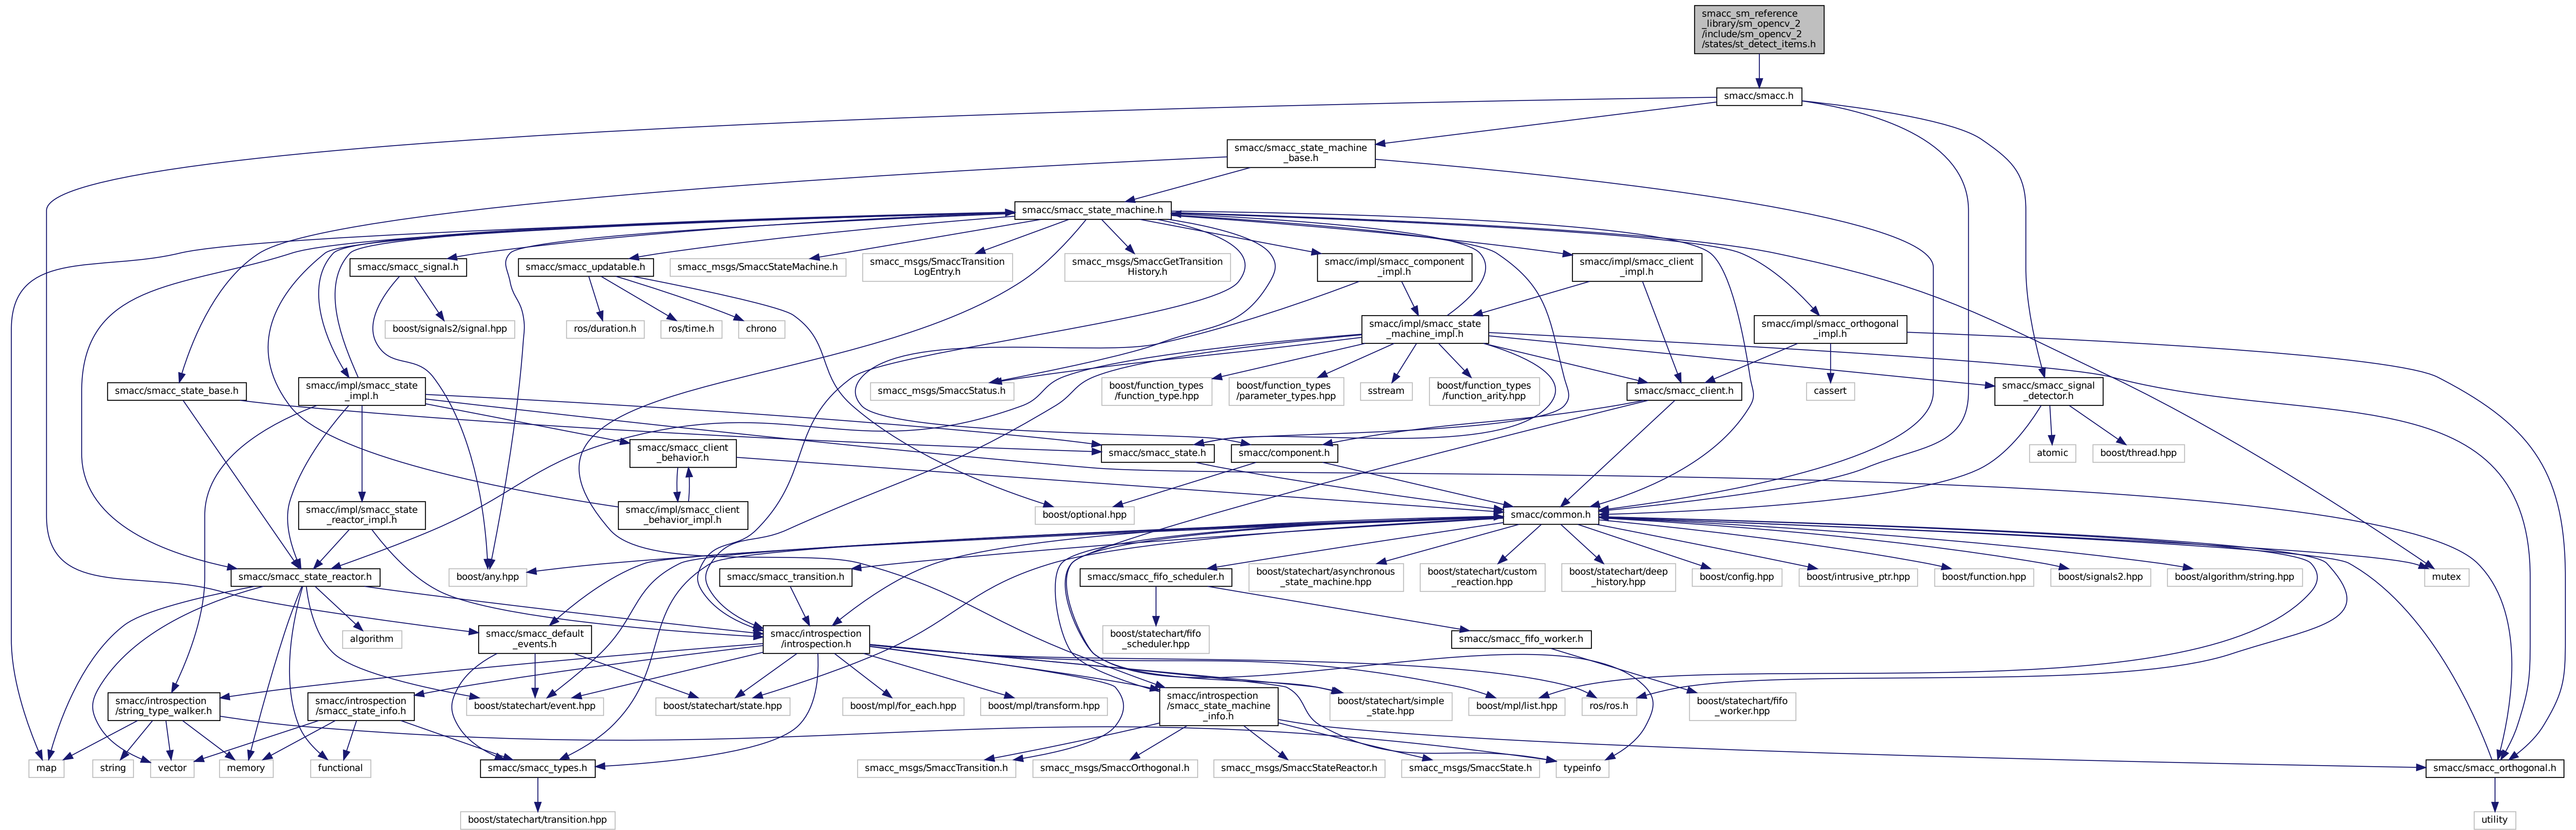 smacc_sm_reference
_library/sm_opencv_2
/include/sm_opencv_2
/states/st_detect_items.h
smacc/smacc.h
smacc/smacc_state_machine
_base.h
smacc/smacc_state_machine.h
smacc/smacc_signal.h
smacc/smacc_updatable.h
smacc_msgs/SmaccStateMachine.h
smacc_msgs/SmaccTransition
LogEntry.h
smacc_msgs/SmaccGetTransition
History.h
smacc/impl/smacc_component
_impl.h
smacc/impl/smacc_client
_impl.h
boost/signals2/signal.hpp
ros/duration.h
ros/time.h
chrono
smacc/impl/smacc_state
_machine_impl.h
smacc/impl/smacc_orthogonal
_impl.h
smacc/smacc_state_base.h
smacc/impl/smacc_state
_impl.h
smacc_msgs/SmaccStatus.h
boost/function_types
/function_type.hpp
boost/function_types
/parameter_types.hpp
sstream
boost/function_types
/function_arity.hpp
smacc/smacc_client.h
cassert
smacc/smacc_signal
_detector.h
smacc/smacc_client
_behavior.h
smacc/smacc_state.h
smacc/component.h
atomic
boost/thread.hpp
smacc/impl/smacc_state
_reactor_impl.h
smacc/impl/smacc_client
_behavior_impl.h
boost/optional.hpp
smacc/common.h
smacc/smacc_state_reactor.h
boost/any.hpp
smacc/smacc_transition.h
smacc/smacc_fifo_scheduler.h
boost/statechart/asynchronous
_state_machine.hpp
boost/statechart/custom
_reaction.hpp
boost/statechart/deep
_history.hpp
boost/config.hpp
boost/intrusive_ptr.hpp
boost/function.hpp
boost/signals2.hpp
boost/algorithm/string.hpp
mutex
algorithm
smacc/smacc_default
_events.h
smacc/introspection
/introspection.h
boost/statechart/fifo
_scheduler.hpp
smacc/smacc_fifo_worker.h
smacc/introspection
/string_type_walker.h
smacc/introspection
/smacc_state_info.h
boost/statechart/event.hpp
boost/statechart/state.hpp
boost/mpl/for_each.hpp
boost/mpl/transform.hpp
smacc/introspection
/smacc_state_machine
_info.h
boost/statechart/simple
_state.hpp
boost/mpl/list.hpp
ros/ros.h
boost/statechart/fifo
_worker.hpp
map
string
vector
memory
functional
smacc/smacc_types.h
smacc_msgs/SmaccTransition.h
smacc_msgs/SmaccOrthogonal.h
smacc_msgs/SmaccStateReactor.h
smacc_msgs/SmaccState.h
typeinfo
smacc/smacc_orthogonal.h
boost/statechart/transition.hpp
utility